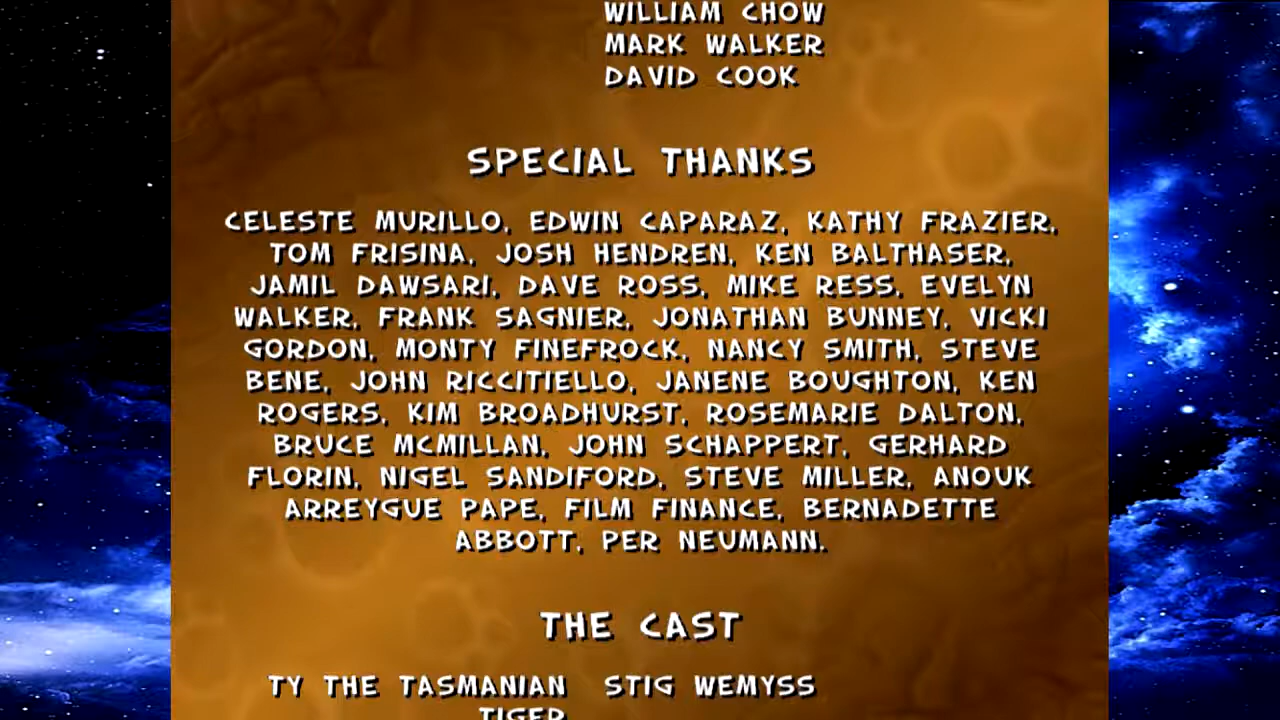 WILLIAM CHOW
MARK WALKER
DAVID COOK
SPECIAL THANKS
CELESTE MURILLO, EDWIN CAPARAZ, KATHY FRAZIER,
TOM FRISINA, JOSH HENDREN, KEN BALTHASER,
JAMIL DAWSARI, DAVE ROSS, MIKE RESS, EVELYN
WALKER, FRANK SAGNIER, JONATHAN BUNNEY, VICKI
GORDON, MONTY FINEFROCK, NANCY SMITH, STEVE
BENE, JOHN RICCITIELLO, JANENE BOUGHTON, KEN
ROGERS, KIM BROADHURST, ROSEMARIE DALTON,
BRUCE MCMILLAN, JOHN SCHAPPERT, GERHARD
FLORIN, NIGEL SANDIFORD, STEVE MILLER, ANOUK
ARREYGUE PAPE, FILM FINANCE, BERNADETTE
ABBOTT, PER NEUMANN.
THE CAST
TY THE TASMANIAN STIG WEMYSS
TIGER